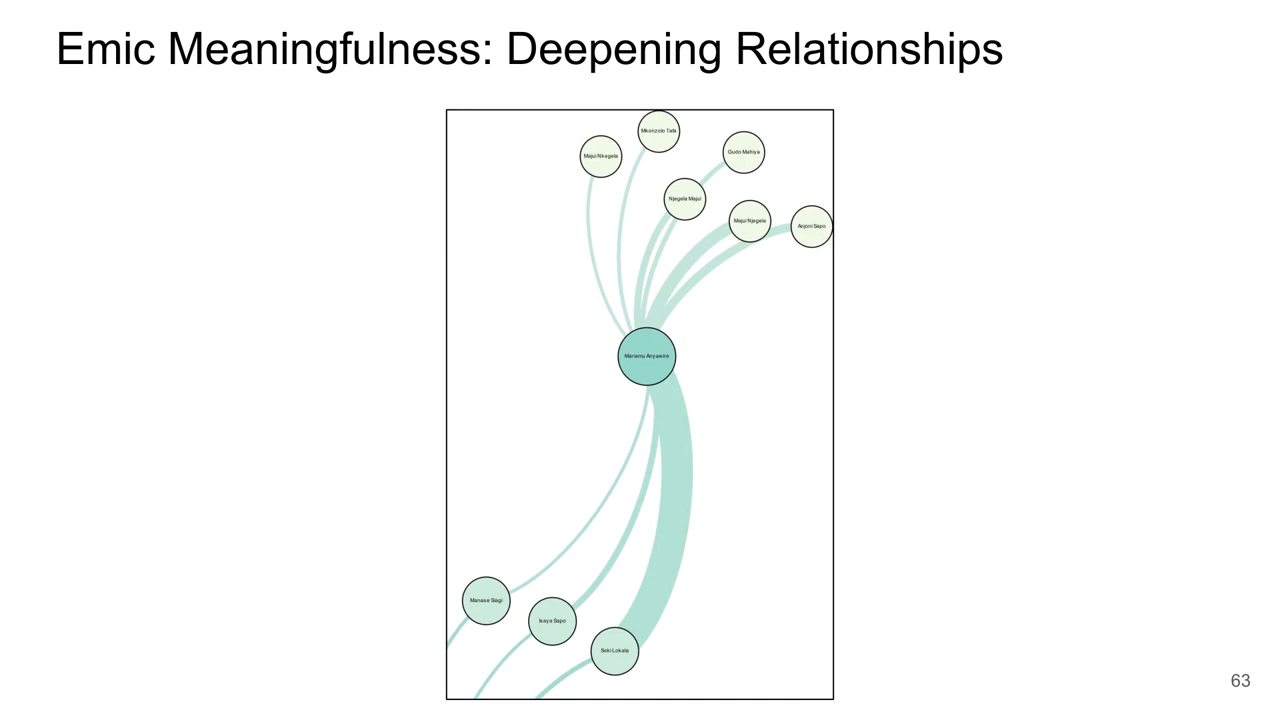 Emic Meaningfulness: Deepening Relationships
Mkonzolo Tafa
Majui Nkegela
Gudo Mahiya
Njegela Majui
Majui Njegela
Anjoni Sapo
Mariamu Anyawire
Manase Siagi
Isaya Sapo
Soki Lokala
63